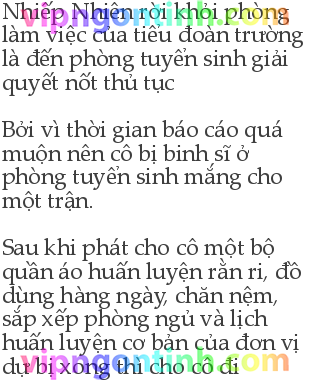 vipngontinh.com
Nhiếp Nhiên rời khỏi phòng
làm việc của tiểu đoàn trưởng
là đến phòng tuyển sinh giải
quyết nốt thủ tục
Bởi vì thời gian báo cáo quá
muộn nên cô bị binh sĩ ở
phòng tuyển sinh mắng cho
một trận.
Sau khi phát cho cô một bộ
quần áo huấn luyện rằn ri, đồ
dùng hàng ngày, chăn nệm,
sắp xếp phòng ngủ và lịch
huấn luyện cơ bản của đơn vị
dự bị xong thì cho cô đi
vipngontinh.com